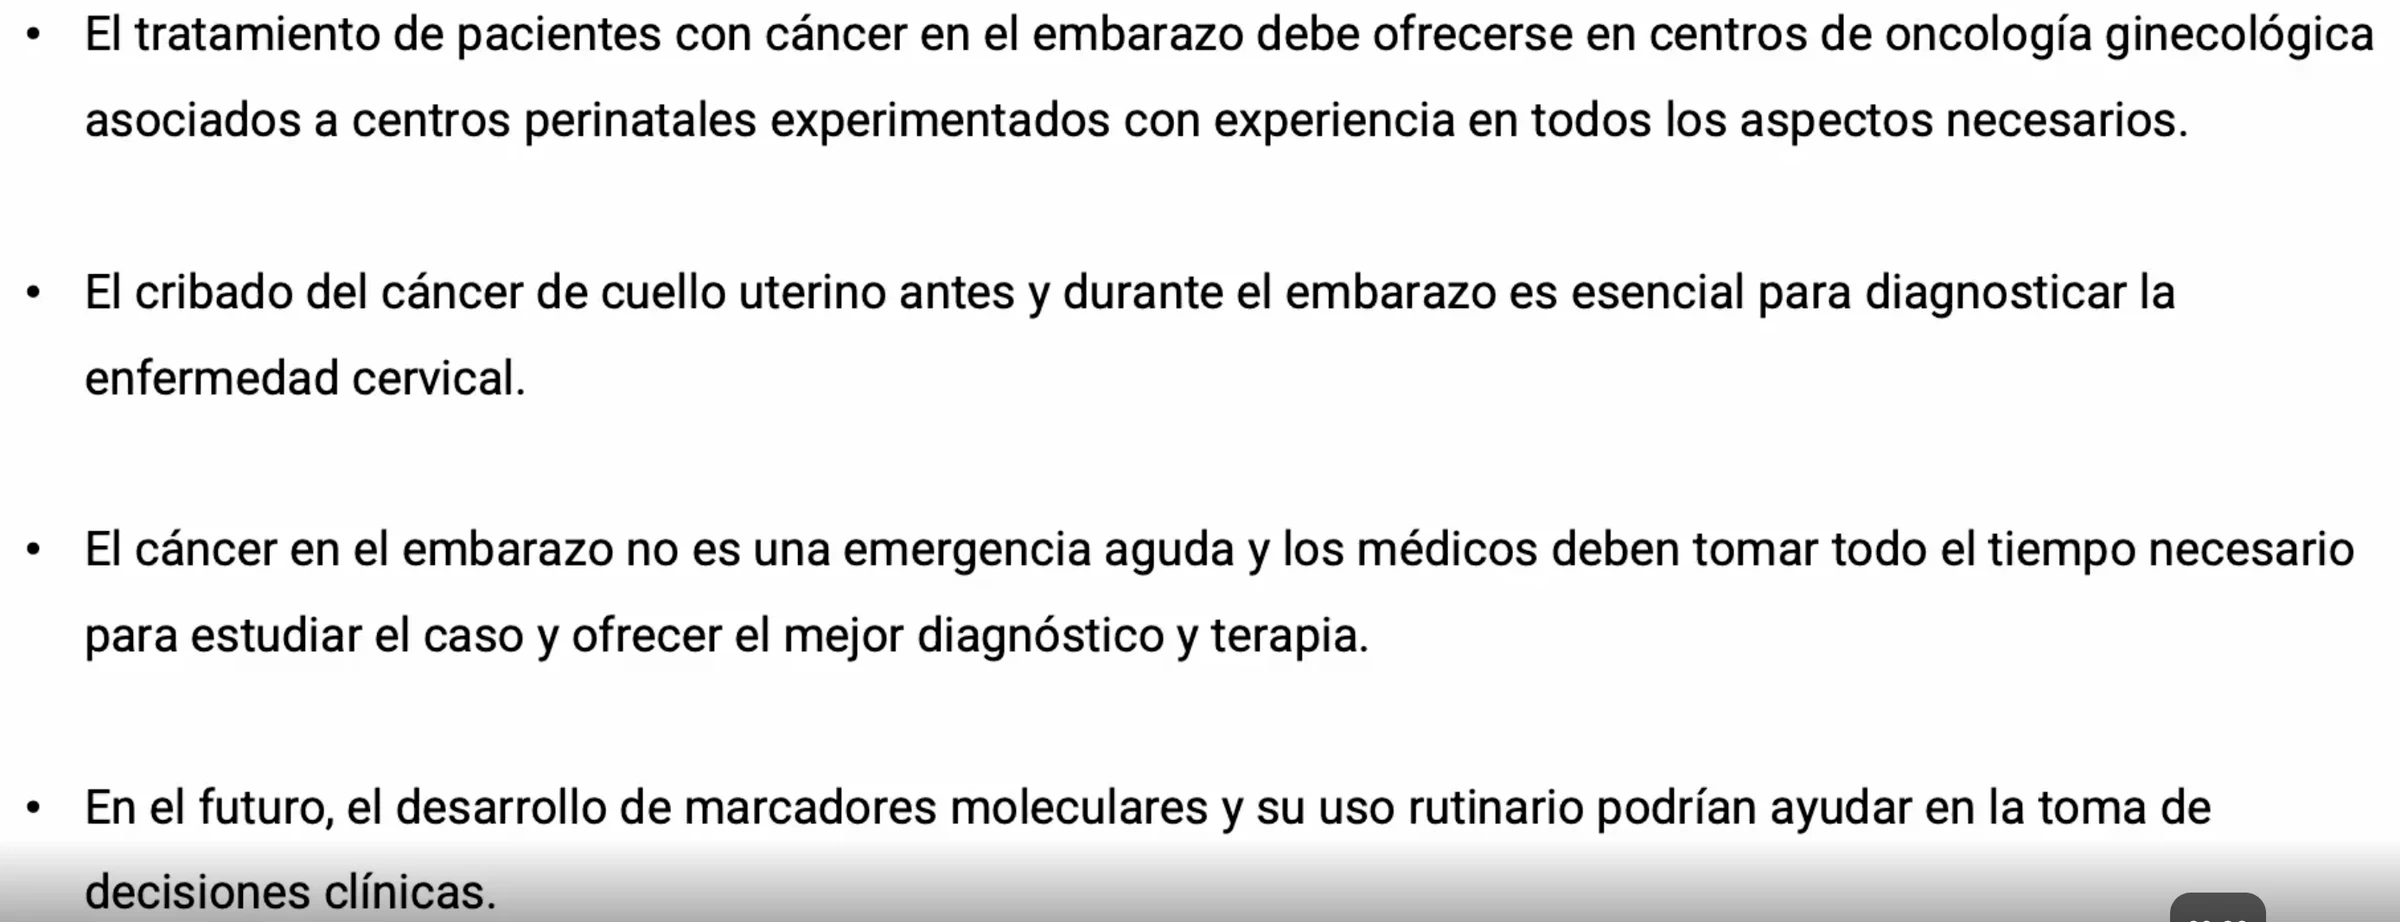 • El tratamiento de pacientes con cáncer en el embarazo debe ofrecerse en centros de oncología ginecológica
asociados a centros perinatales experimentados con experiencia en todos los aspectos necesarios.
• El cribado del cáncer de cuello uterino antes y durante el embarazo es esencial para diagnosticar la
enfermedad cervical.
• El cáncer en el embarazo no es una emergencia aguda y los médicos deben tomar todo el tiempo necesario
para estudiar el caso y ofrecer el mejor diagnóstico y terapia.
• En el futuro, el desarrollo de marcadores moleculares y su uso rutinario podrían ayudar en la toma de
decisiones clínicas.